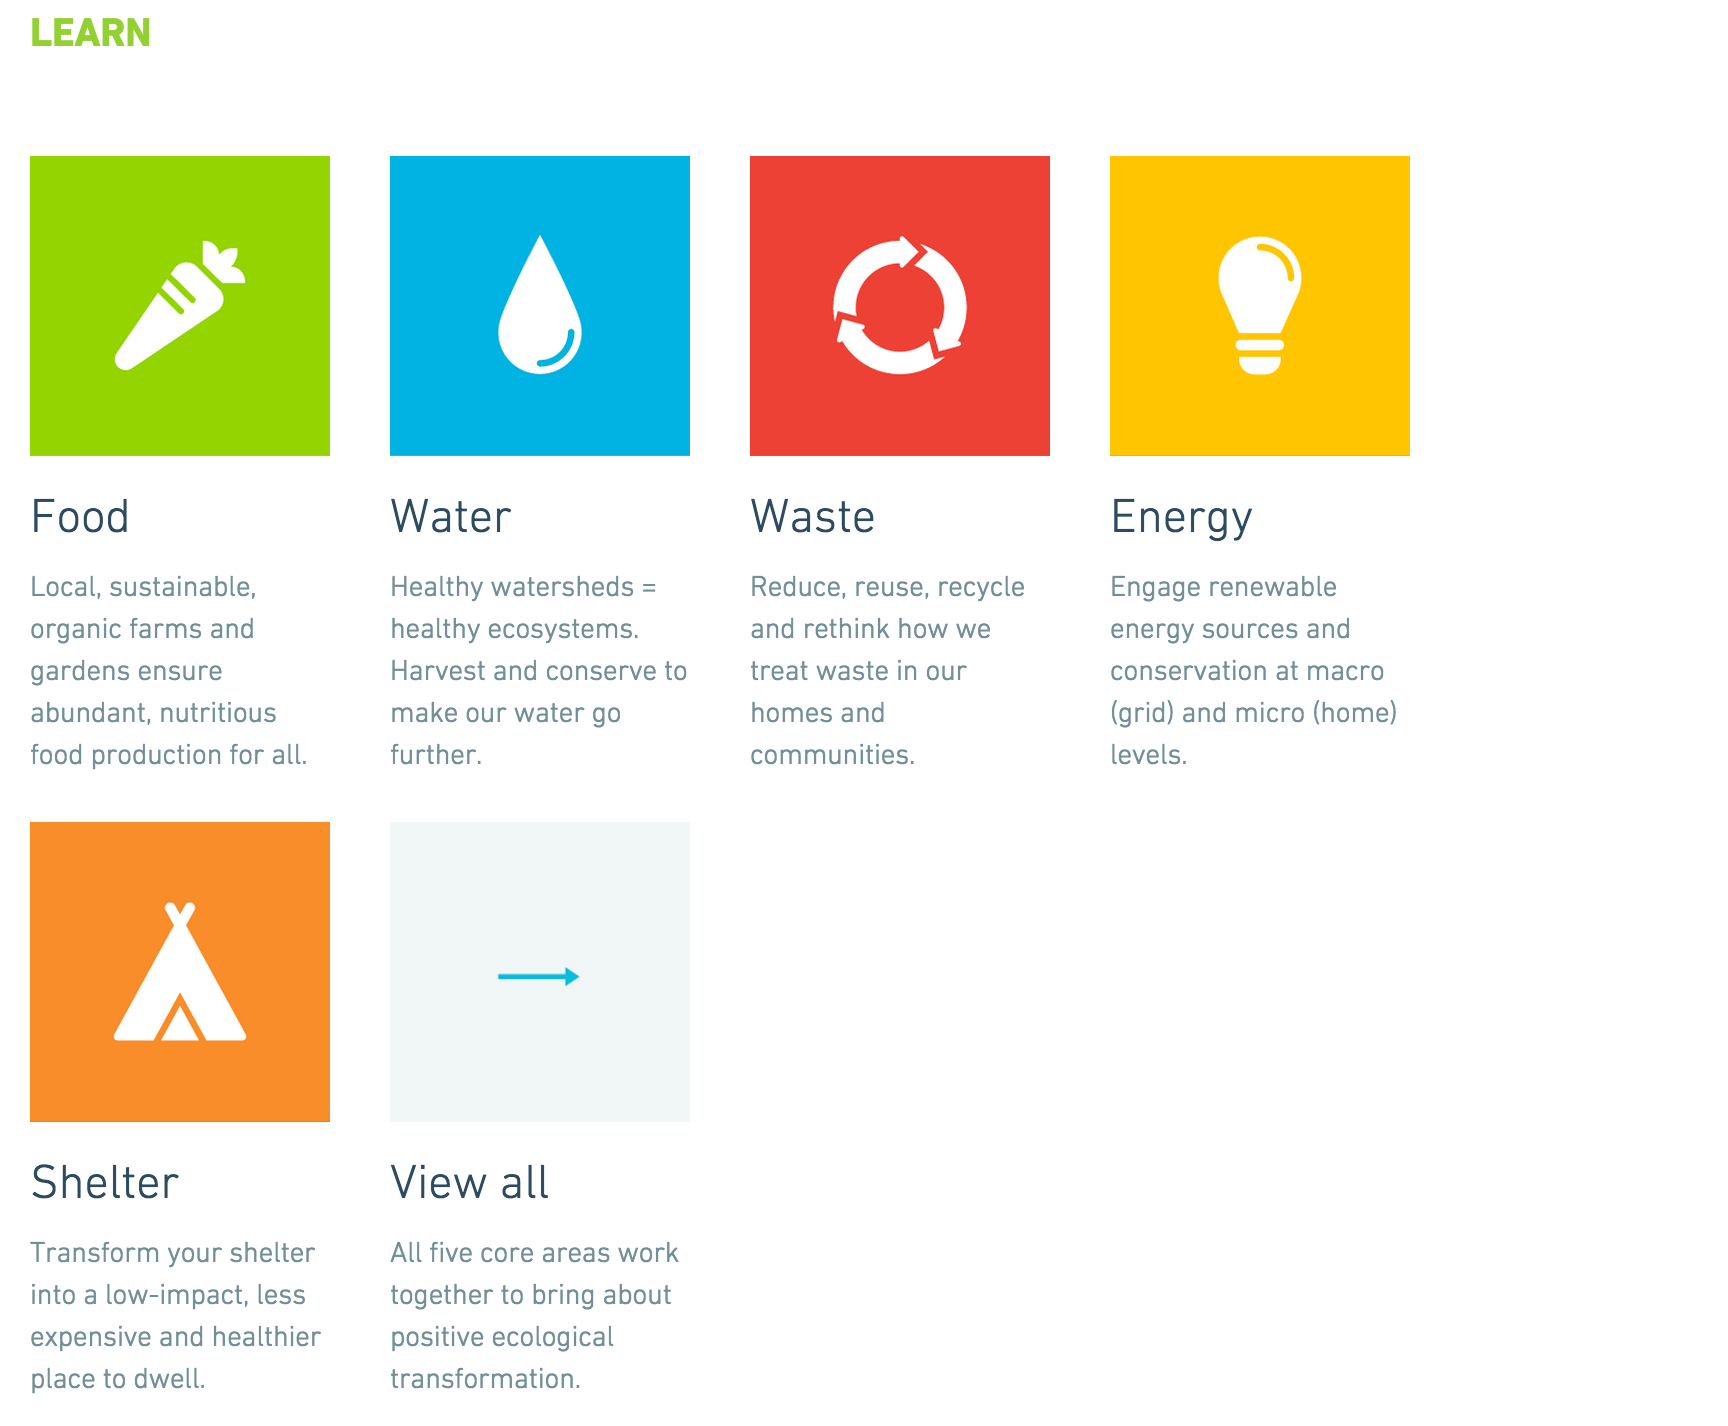 LEARN
Food
Local, sustainable,
organic farms and
gardens ensure
abundant, nutritious
food production for all.
Water
Healthy watersheds =
healthy ecosystems.
Harvest and conserve to
make our water go
further.
Waste
Reduce, reuse, recycle
and rethink how we
treat waste in our
homes and
communities.
Energy
Engage renewable
energy sources and
conservation at macro
(grid) and micro (home)
levels.
Shelter
Transform your shelter
into a low-impact, less
expensive and healthier
place to dwell.
View all
All five core areas work
together to bring about
positive ecological
transformation.